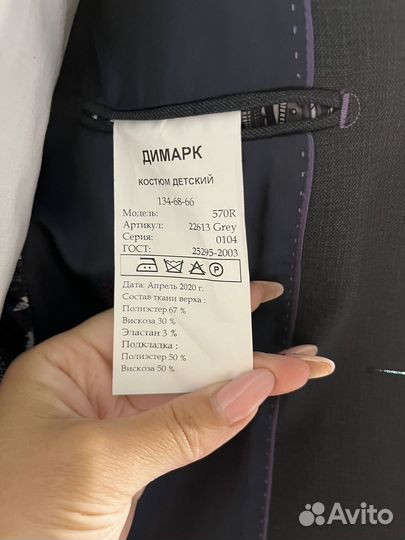 ДИМАРК
КОСТЮМ ДЕТСКИЙ
134-68-66
Модель: 570R
Артикул: 22613 Grey
Серия: 0104
ГОСТ: 25295-2003
P
Дата: Апрель 2020 г.
Состав ткани верха :
Полиэстер 67 %
Вискоза 30 %
Эластан 3 %
Подкладка :
Полиэстер 50 %
Вискоза 50 %
Avito